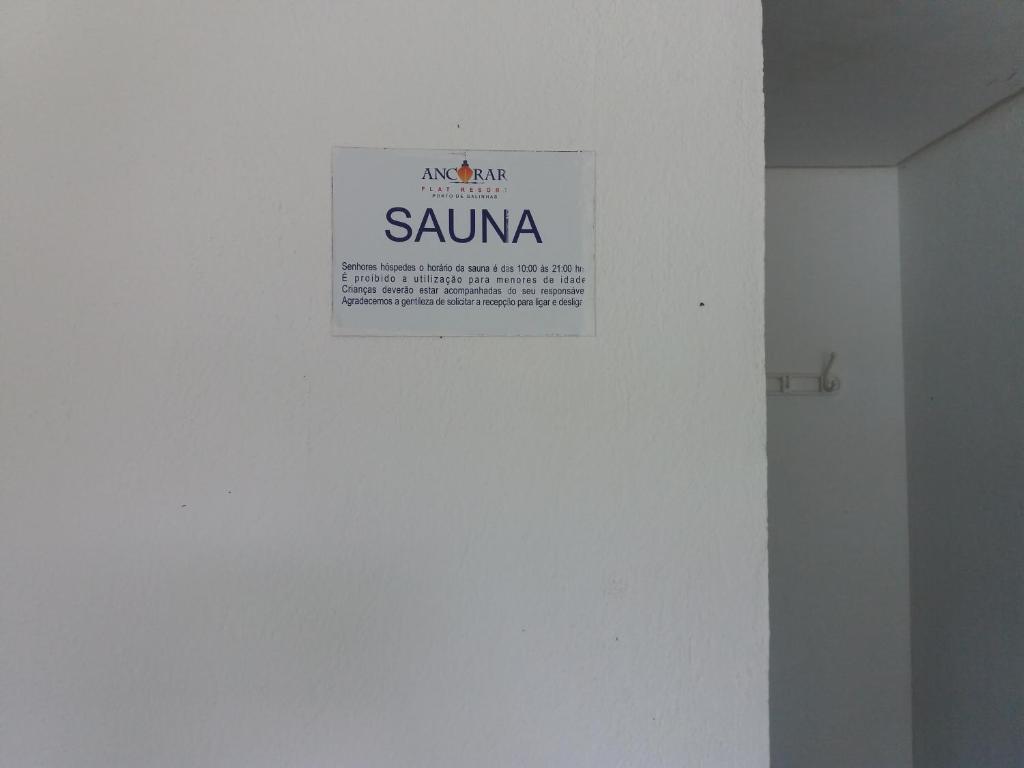 ANCORAR
FLAT RESORT
PORTO DE GALINHAS
SAUNA
Senhores hóspedes o horário da sauna é das 10:00 às 21:00 hr
É proibido a utilização para menores de idade
Crianças deverão estar acompanhadas do seu responsáve
Agradecemos a gentileza de solicitar a recepção para ligar e desligr